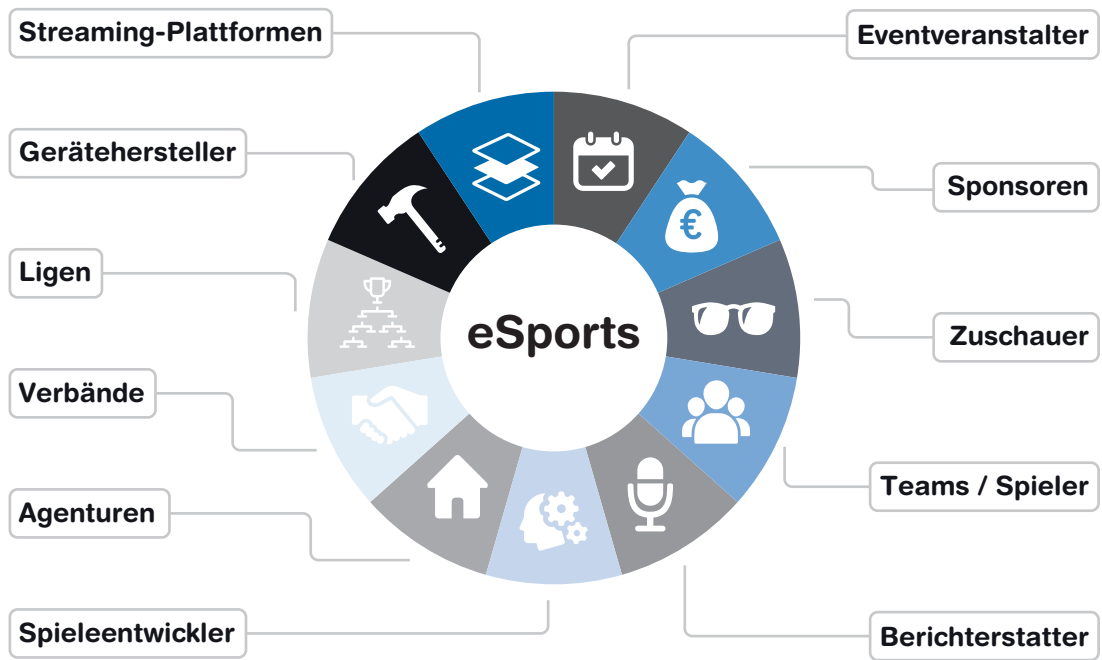 Streaming-Plattformen
Eventveranstalter
Gerätehersteller
Sponsoren
€
Ligen
eSports
Zuschauer
Verbände
Teams / Spieler
Agenturen
Spieleentwickler
Berichterstatter